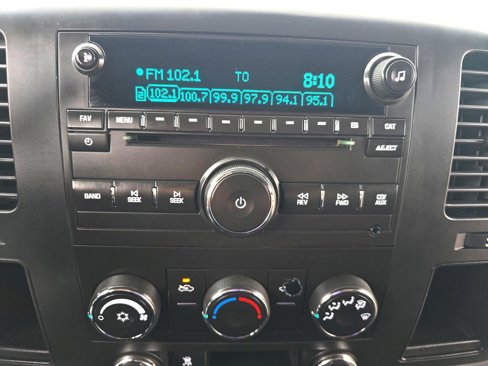 FM 102.1 TO 8:10
102.1 100.7 99.9 97.9 94.1 95.1
FAV MENU CAT
EJECT
BAND SEEK SEEK REV FWD CD/
AUX